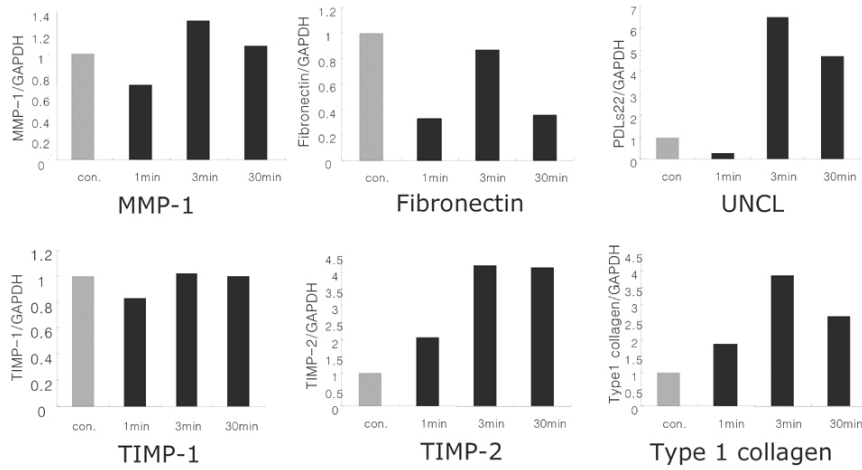 MMP-1/GAPDH
1.4
1.2
1
0.8
0.6
0.4
0.2
0
con. 1min 3min 30min
MMP-1
Fibronectin/GAPDH
1.2
1
0.8
0.6
0.4
0.2
0
con. 1min 3min 30min
Fibronectin
PDLs22/GAPDH
7
6
5
4
3
2
1
0
con 1min 3min 30min
UNCL
TIMP-1/GAPDH
1.2
1
0.8
0.6
0.4
0.2
0
con. 1min 3min 30min
TIMP-1
TIMP-2/GAPDH
4.5
4
3.5
3
2.5
2
1.5
1
0.5
0
con. 1min 3min 30min
TIMP-2
Type1 collagen/GAPDH
4.5
4
3.5
3
2.5
2
1.5
1
0.5
0
con. 1min 3min 30min
Type 1 collagen